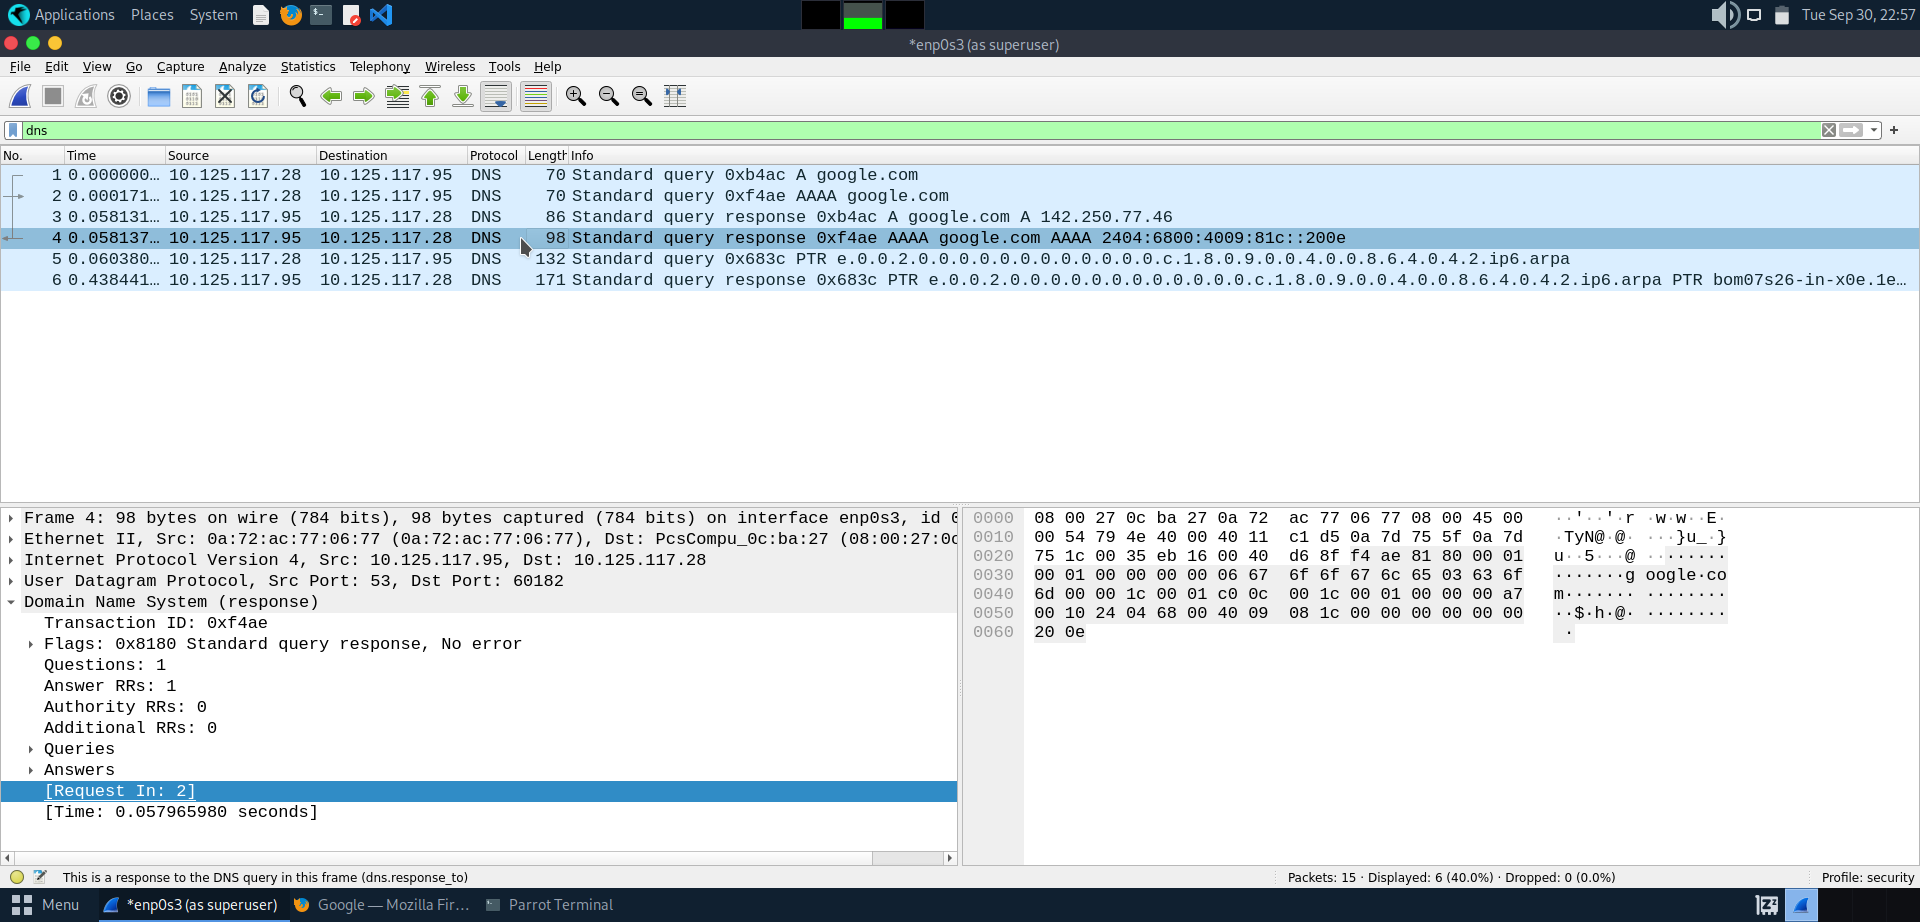 Applications Places System Tue Sep 30, 22:57
*enp0s3 (as superuser)
File Edit View Go Capture Analyze Statistics Telephony Wireless Tools Help
dns
No. Time Source Destination Protocol Length Info
1 0.000000… 10.125.117.28 10.125.117.95 DNS 70 Standard query 0xb4ac A google.com
2 0.000171… 10.125.117.28 10.125.117.95 DNS 70 Standard query 0xf4ae AAAA google.com
3 0.058131… 10.125.117.95 10.125.117.28 DNS 86 Standard query response 0xb4ac A google.com A 142.250.77.46
4 0.058137… 10.125.117.95 10.125.117.28 DNS 98 Standard query response 0xf4ae AAAA google.com AAAA 2404:6800:4009:81c::200e
5 0.060380… 10.125.117.28 10.125.117.95 DNS 132 Standard query 0x683c PTR e.0.0.2.0.0.0.0.0.0.0.0.0.0.0.0.c.1.8.0.9.0.0.4.0.0.8.6.4.0.4.2.ip6.arpa
6 0.438441… 10.125.117.95 10.125.117.28 DNS 171 Standard query response 0x683c PTR e.0.0.2.0.0.0.0.0.0.0.0.0.0.0.0.c.1.8.0.9.0.0.4.0.0.8.6.4.0.4.2.ip6.arpa PTR bom07s26-in-x0e.1e…
Frame 4: 98 bytes on wire (784 bits), 98 bytes captured (784 bits) on interface enp0s3, id 0
Ethernet II, Src: 0a:72:ac:77:06:77 (0a:72:ac:77:06:77), Dst: PcsCompu_0c:ba:27 (08:00:27:0c
Internet Protocol Version 4, Src: 10.125.117.95, Dst: 10.125.117.28
User Datagram Protocol, Src Port: 53, Dst Port: 60182
Domain Name System (response)
Transaction ID: 0xf4ae
Flags: 0x8180 Standard query response, No error
Questions: 1
Answer RRs: 1
Authority RRs: 0
Additional RRs: 0
Queries
Answers
[Request In: 2]
[Time: 0.057965980 seconds]
0000 08 00 27 0c ba 27 0a 72 ac 77 06 77 08 00 45 00 ··'··'·r ·w·w··E·
0010 00 54 79 4e 40 00 40 11 c1 d5 0a 7d 75 5f 0a 7d ·TyN@·@· ···}u_·}
0020 75 1c 00 35 eb 16 00 40 d6 8f f4 ae 81 80 00 01 u··5···@ ········
0030 00 01 00 00 00 00 06 67 6f 6f 67 6c 65 03 63 6f ·······g oogle·co
0040 6d 00 00 1c 00 01 c0 0c 00 1c 00 01 00 00 00 a7 m······· ········
0050 00 10 24 04 68 00 40 09 08 1c 00 00 00 00 00 00 ··$·h·@· ········
0060 20 0e ·
This is a response to the DNS query in this frame (dns.response_to) Packets: 15 · Displayed: 6 (40.0%) · Dropped: 0 (0.0%) Profile: security
Menu *enp0s3 (as superuser) Google — Mozilla Fir… Parrot Terminal